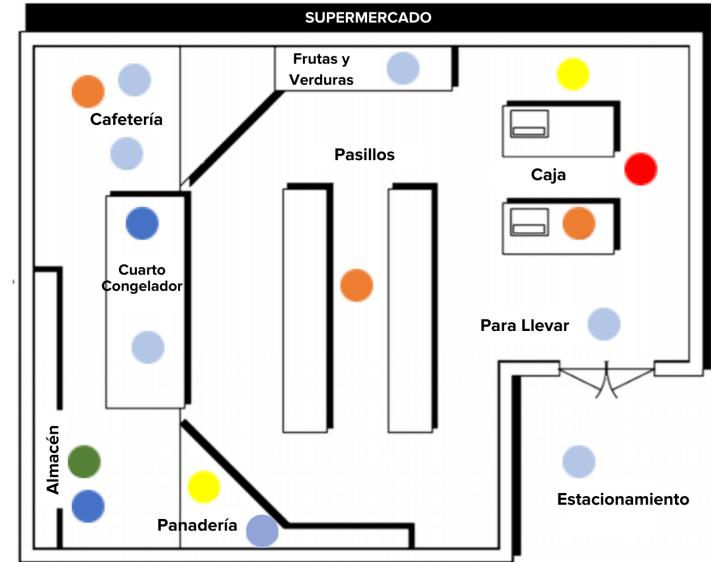 SUPERMERCADO
Frutas y
Verduras
Cafetería
Pasillos
Caja
Cuarto
Congelador
Para Llevar
Almacén
Estacionamiento
Panadería